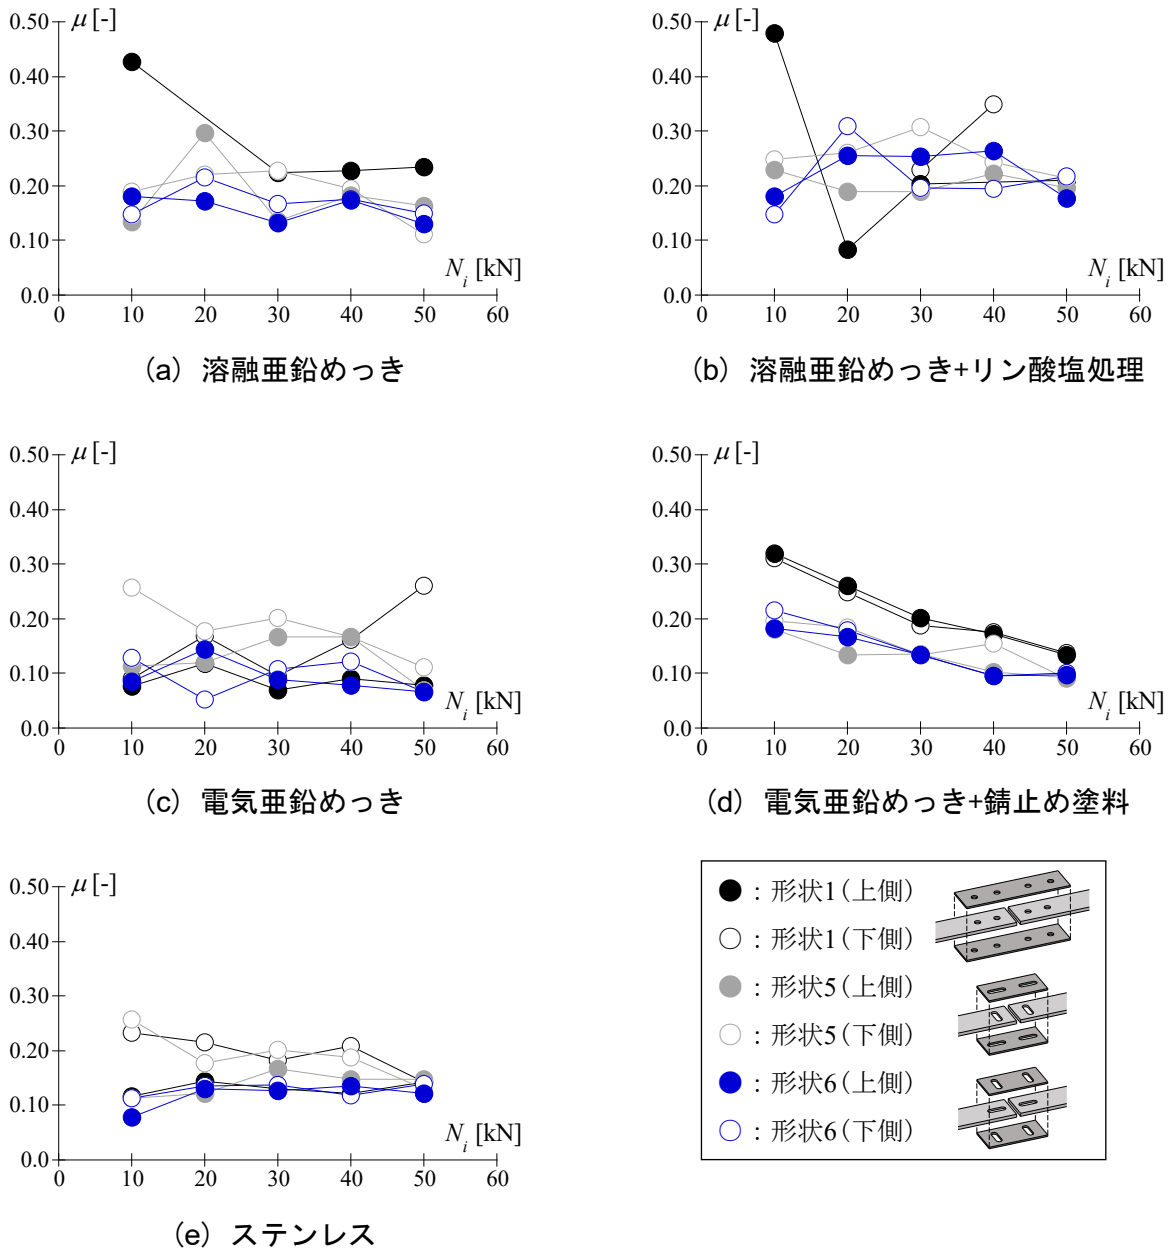 μ [-]
0.50
0.40
0.30
0.20
0.10
0.0
0 10 20 30 40 50 60
N_i [kN]
(a) 溶融亜鉛めっき
μ [-]
0.50
0.40
0.30
0.20
0.10
0.0
0 10 20 30 40 50 60
N_i [kN]
(b) 溶融亜鉛めっき+リン酸塩処理
μ [-]
0.50
0.40
0.30
0.20
0.10
0.0
0 10 20 30 40 50 60
N_i [kN]
(c) 電気亜鉛めっき
μ [-]
0.50
0.40
0.30
0.20
0.10
0.0
0 10 20 30 40 50 60
N_i [kN]
(d) 電気亜鉛めっき+錆止め塗料
μ [-]
0.50
0.40
0.30
0.20
0.10
0.0
0 10 20 30 40 50 60
N_i [kN]
(e) ステンレス
: 形状1(上側)
: 形状1(下側)
: 形状5(上側)
: 形状5(下側)
: 形状6(上側)
: 形状6(下側)